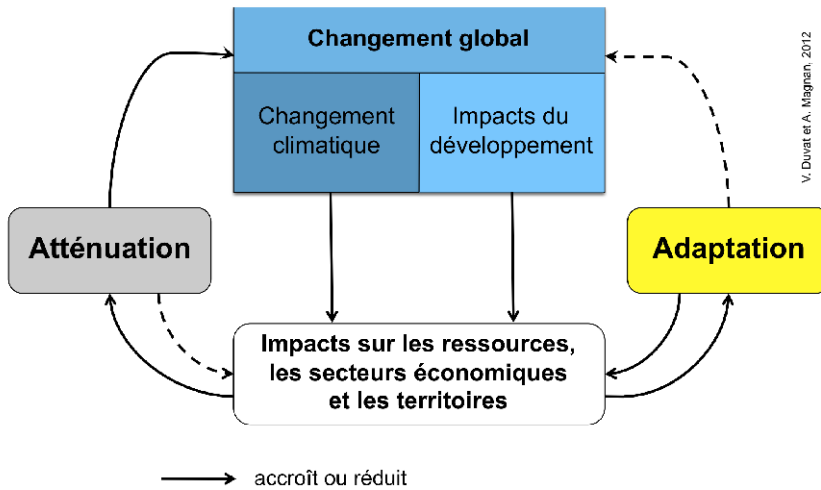 Changement global
Changement
climatique
Impacts du
développement
V. Duvat et A. Magnan, 2012
Atténuation
Adaptation
Impacts sur les ressources,
les secteurs économiques
et les territoires
accroît ou réduit